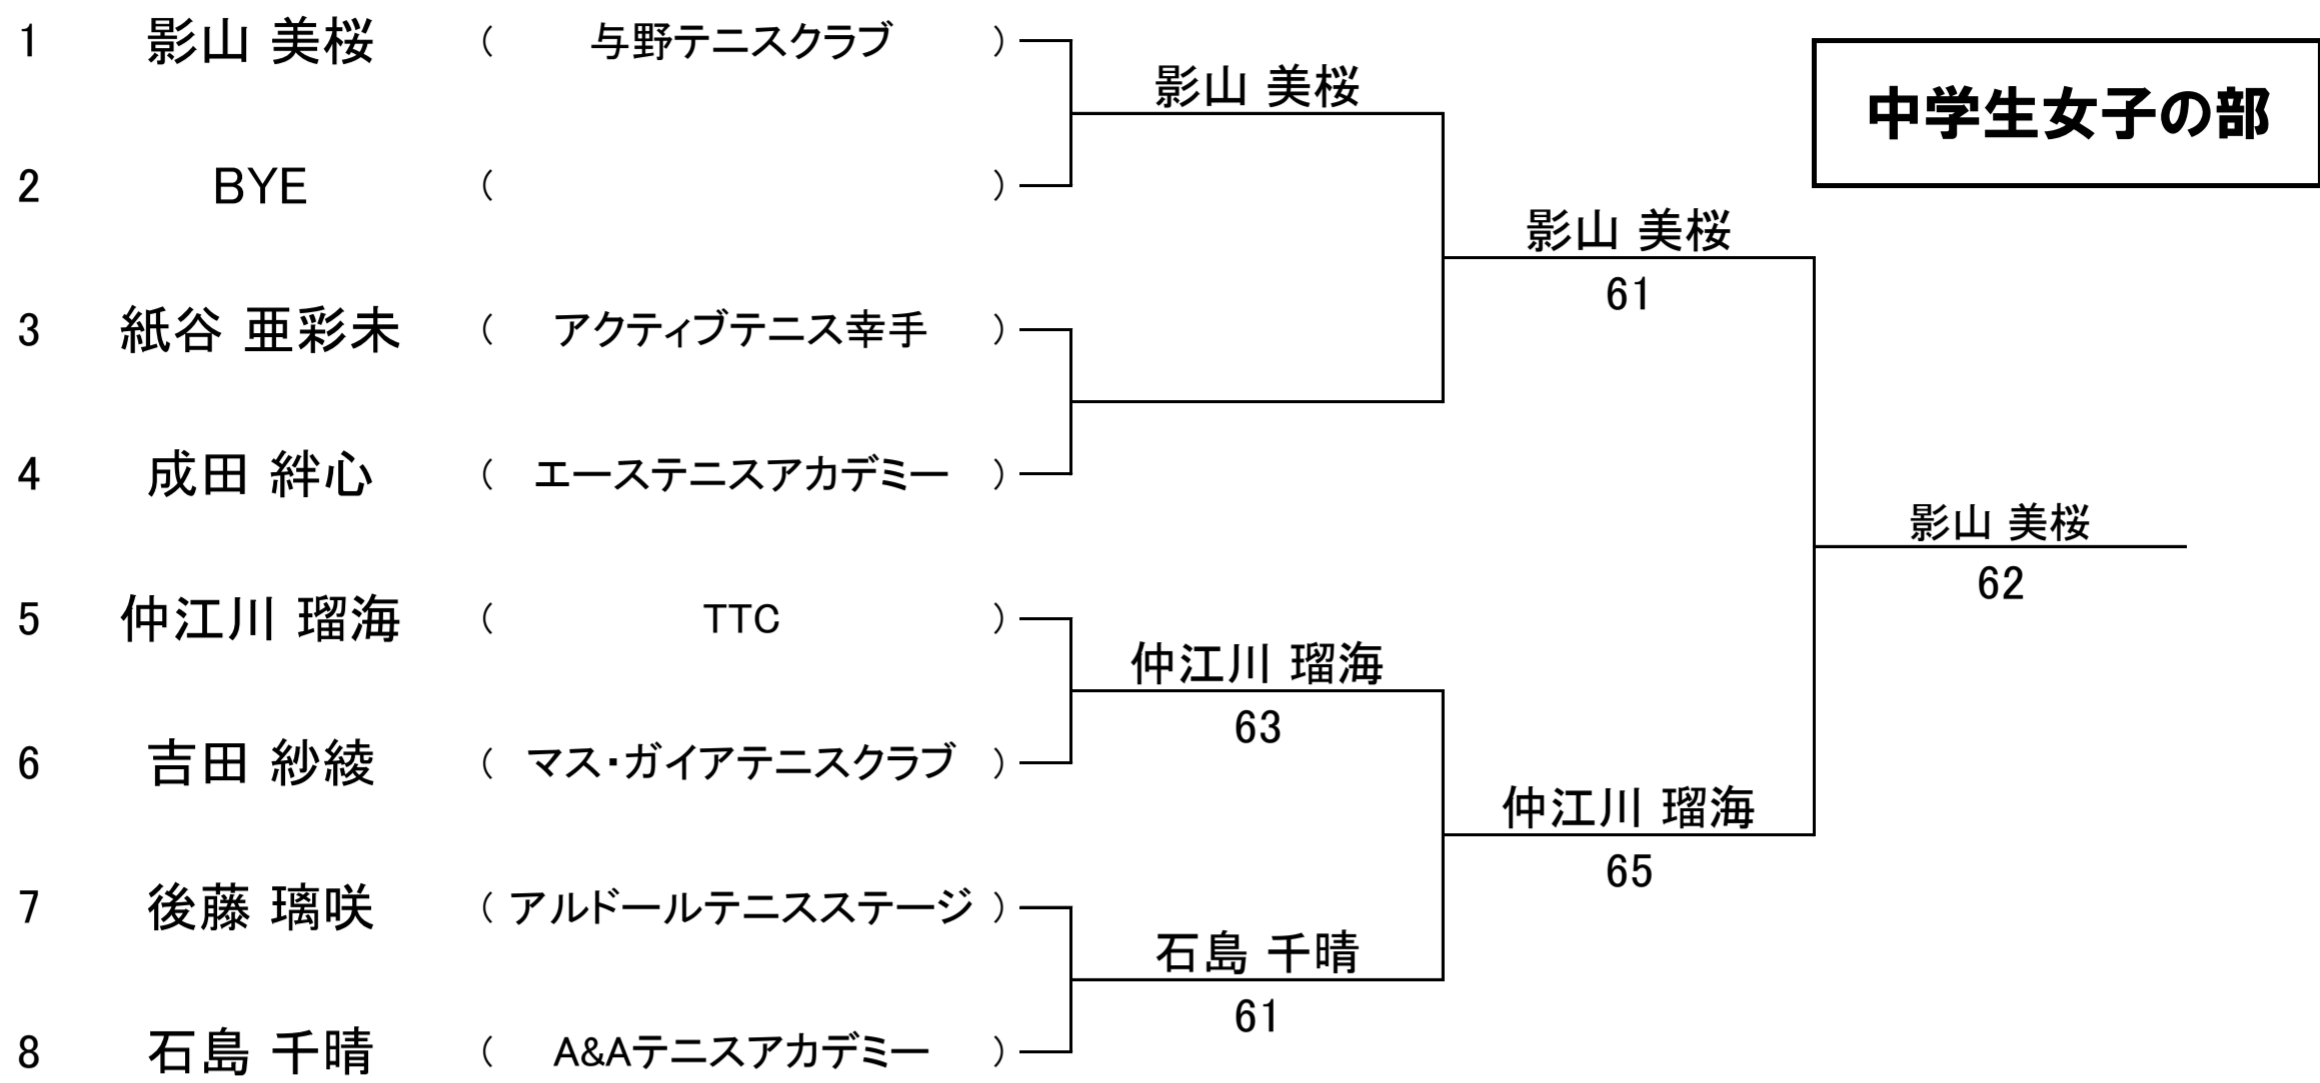 1 影山 美桜 ( 与野テニスクラブ )
影山 美桜
中学生女子の部
2 BYE ( )
影山 美桜
61
3 紙谷 亜彩未 ( アクティブテニス幸手 )
4 成田 絆心 ( エーステニスアカデミー )
影山 美桜
62
5 仲江川 瑠海 ( TTC )
仲江川 瑠海
63
6 吉田 紗綾 ( マス・ガイアテニスクラブ )
仲江川 瑠海
65
7 後藤 璃咲 ( アルドールテニスステージ )
石島 千晴
61
8 石島 千晴 ( A&Aテニスアカデミー )